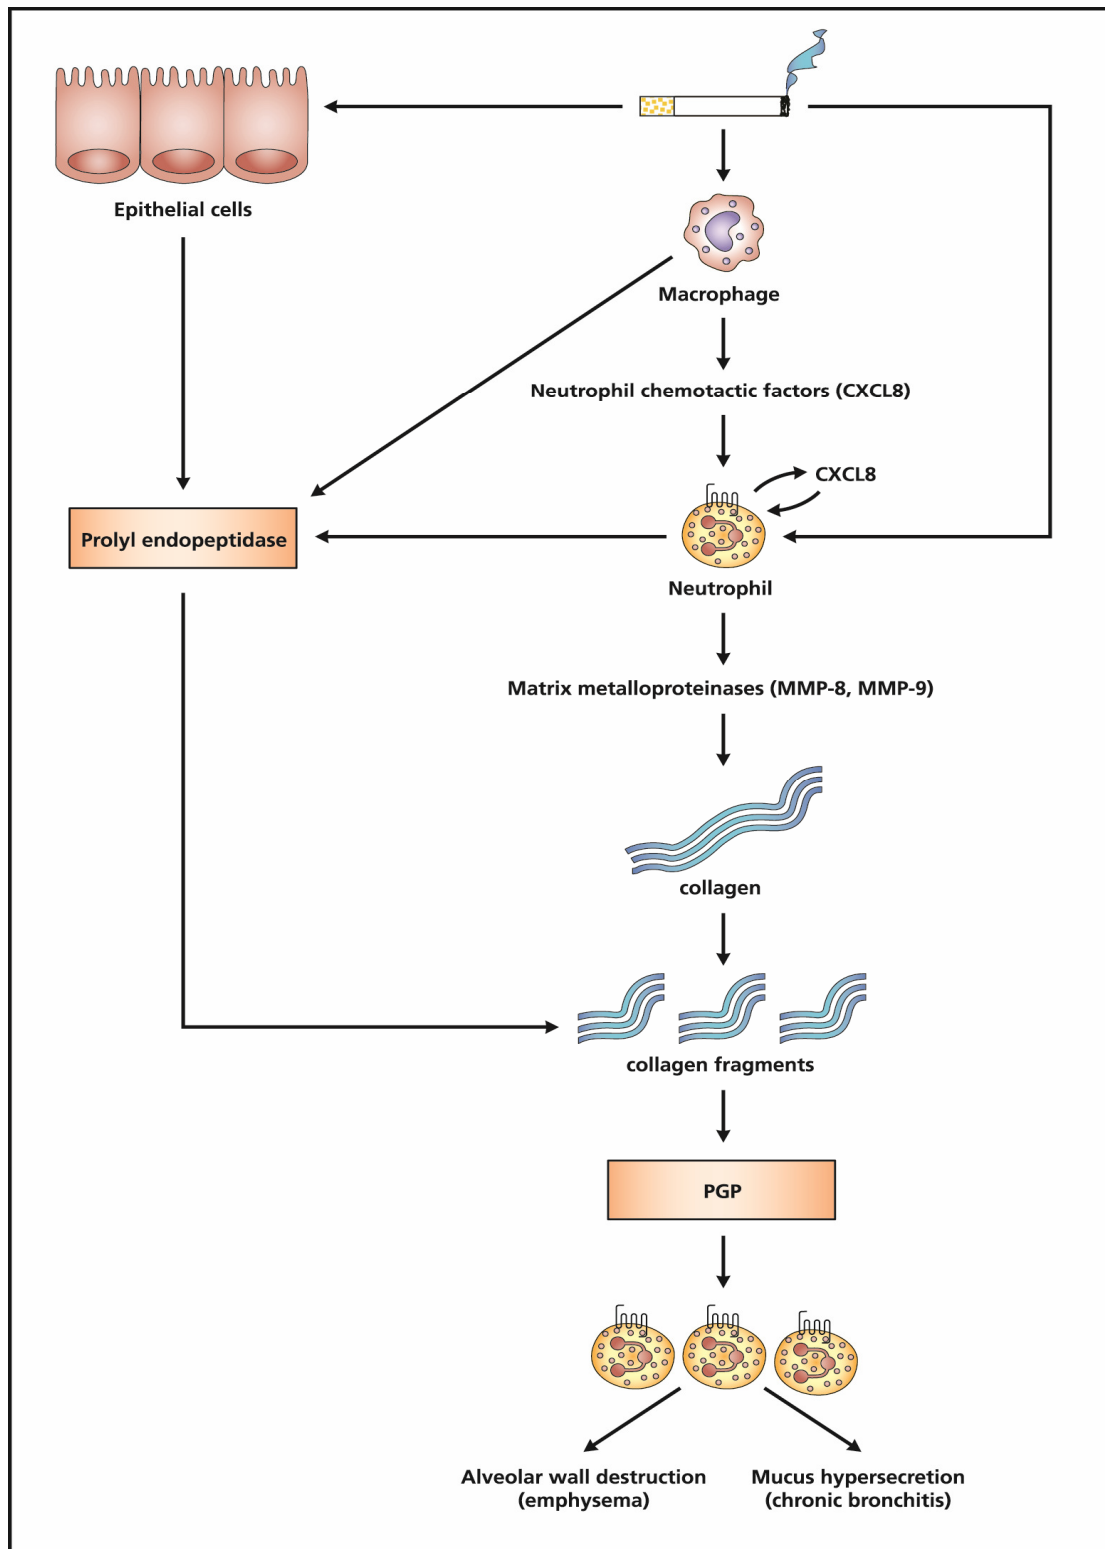 Epithelial cells
Macrophage
Neutrophil chemotactic factors (CXCL8)
CXCL8
Prolyl endopeptidase
Neutrophil
Matrix metalloproteinases (MMP-8, MMP-9)
collagen
collagen fragments
PGP
Alveolar wall destruction
(emphysema)
Mucus hypersecretion
(chronic bronchitis)